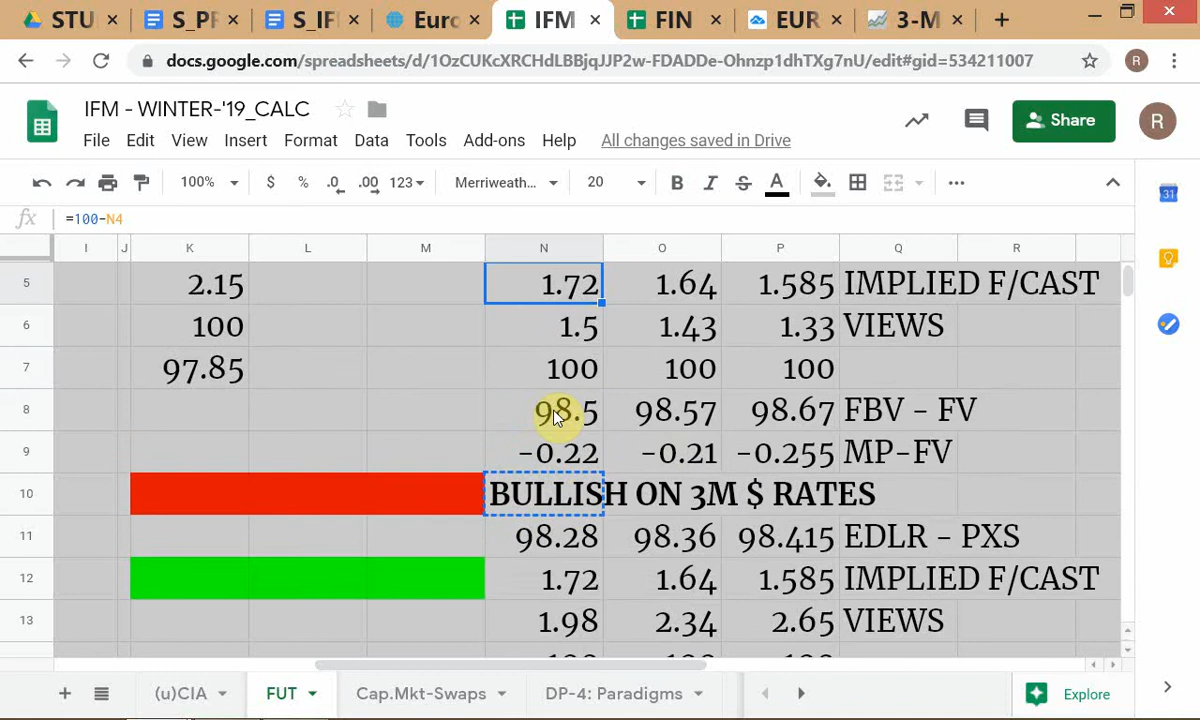 STU
S_PR
S_IF
Euro
IFM
FIN
EUR
3-M
docs.google.com/spreadsheets/d/1OzCUKcXRCHdLBBjqJJP2w-FDADDe-Ohnzp1dhTXg7nU/edit#gid=534211007
R
IFM - WINTER-'19_CALC
File Edit View Insert Format Data Tools Add-ons Help All changes saved in Drive
Share
R
100% $ % .0 .00 123 Merriweath... 20 B I S A
31
fx =100-N4
I J K L M N O P Q R
5 2.15 1.72 1.64 1.585 IMPLIED F/CAST
6 100 1.5 1.43 1.33 VIEWS
7 97.85 100 100 100
8 98.5 98.57 98.67 FBV - FV
9 -0.22 -0.21 -0.255 MP-FV
10 BULLISH ON 3M $ RATES
11 98.28 98.36 98.415 EDLR - PXS
12 1.72 1.64 1.585 IMPLIED F/CAST
13 1.98 2.34 2.65 VIEWS
100 100 100
(u)CIA FUT Cap.Mkt-Swaps DP-4: Paradigms Explore